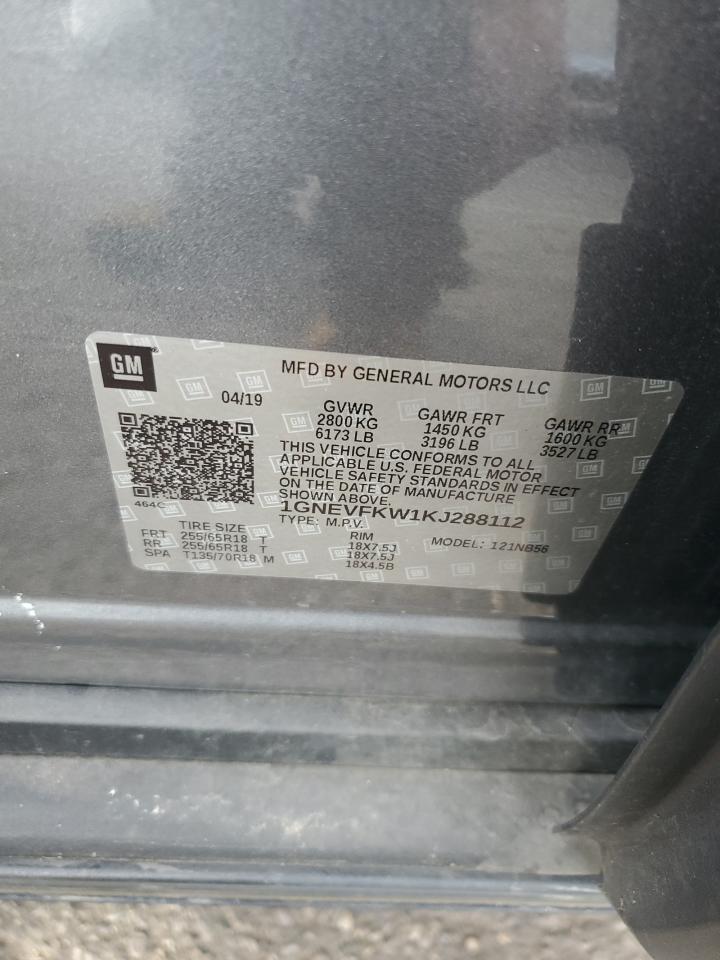 GM
MFD BY GENERAL MOTORS LLC
04/19
GVWR GAWR FRT GAWR RR
2800 KG 1450 KG 1600 KG
6173 LB 3196 LB 3527 LB
THIS VEHICLE CONFORMS TO ALL
APPLICABLE U.S. FEDERAL MOTOR
VEHICLE SAFETY STANDARDS IN EFFECT
ON THE DATE OF MANUFACTURE
SHOWN ABOVE.
464C
1GNEVFKW1KJ288112
TYPE: M.P.V. MODEL: 121NB56
TIRE SIZE RIM
FRT 255/65R18 T 18X7.5J
RR 255/65R18 T 18X7.5J
SPA T135/70R18 M 18X4.5B